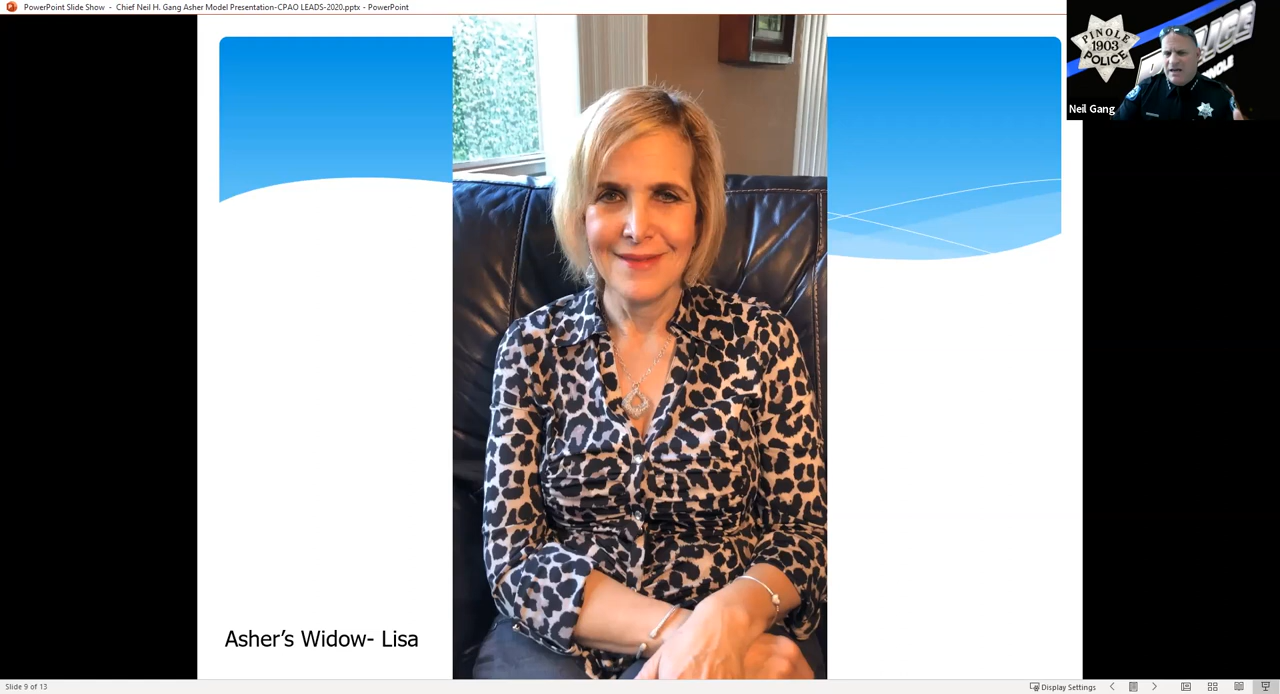 PowerPoint Slide Show - Chief Neil H. Gang Asher Model Presentation-CPAO LEADS-2020.pptx - PowerPoint
PINOLE
1903
POLICE
Neil Gang
Asher's Widow- Lisa
Slide 9 of 13
Display Settings